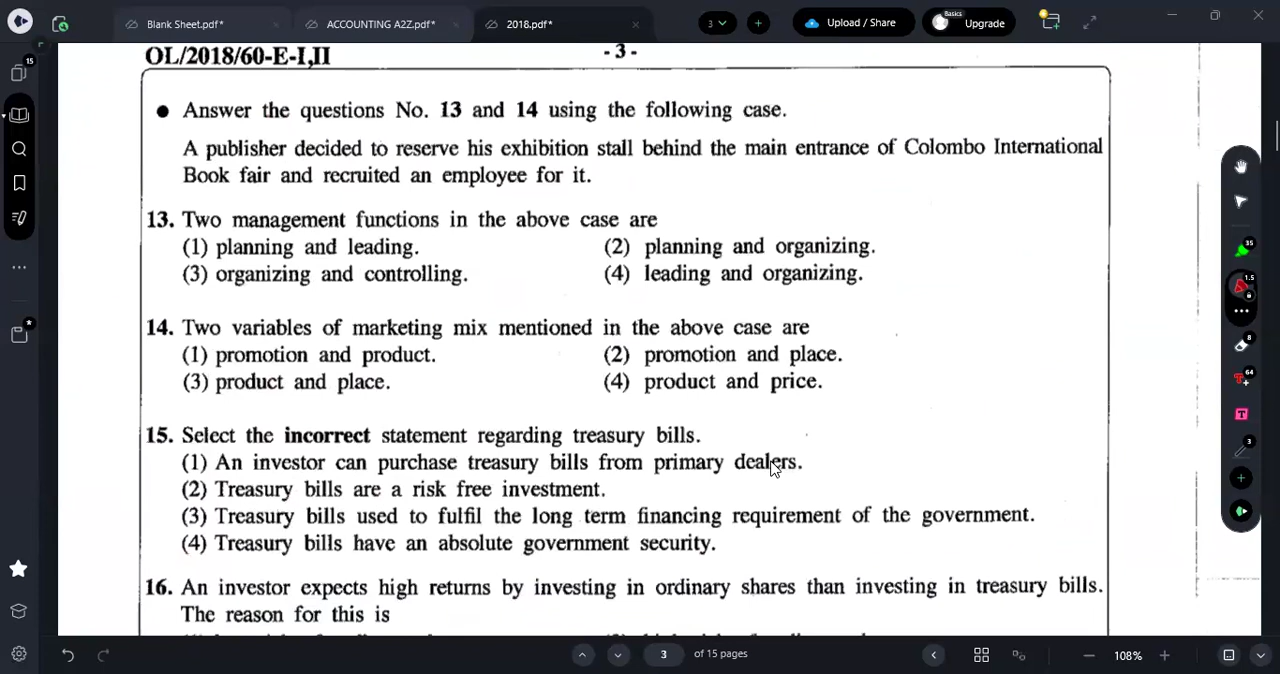 Blank Sheet.pdf*
ACCOUNTING A2Z.pdf*
2018.pdf*
3
Upload / Share
Basics
Upgrade
OL/2018/60-E-I,II
- 3 -
15
● Answer the questions No. 13 and 14 using the following case.
A publisher decided to reserve his exhibition stall behind the main entrance of Colombo International
Book fair and recruited an employee for it.
13. Two management functions in the above case are
(1) planning and leading. (2) planning and organizing.
(3) organizing and controlling. (4) leading and organizing.
14. Two variables of marketing mix mentioned in the above case are
(1) promotion and product. (2) promotion and place.
(3) product and place. (4) product and price.
15. Select the incorrect statement regarding treasury bills.
(1) An investor can purchase treasury bills from primary dealers.
(2) Treasury bills are a risk free investment.
(3) Treasury bills used to fulfil the long term financing requirement of the government.
(4) Treasury bills have an absolute government security.
16. An investor expects high returns by investing in ordinary shares than investing in treasury bills.
The reason for this is
35
1.5
8
64
3
3
of 15 pages
108%